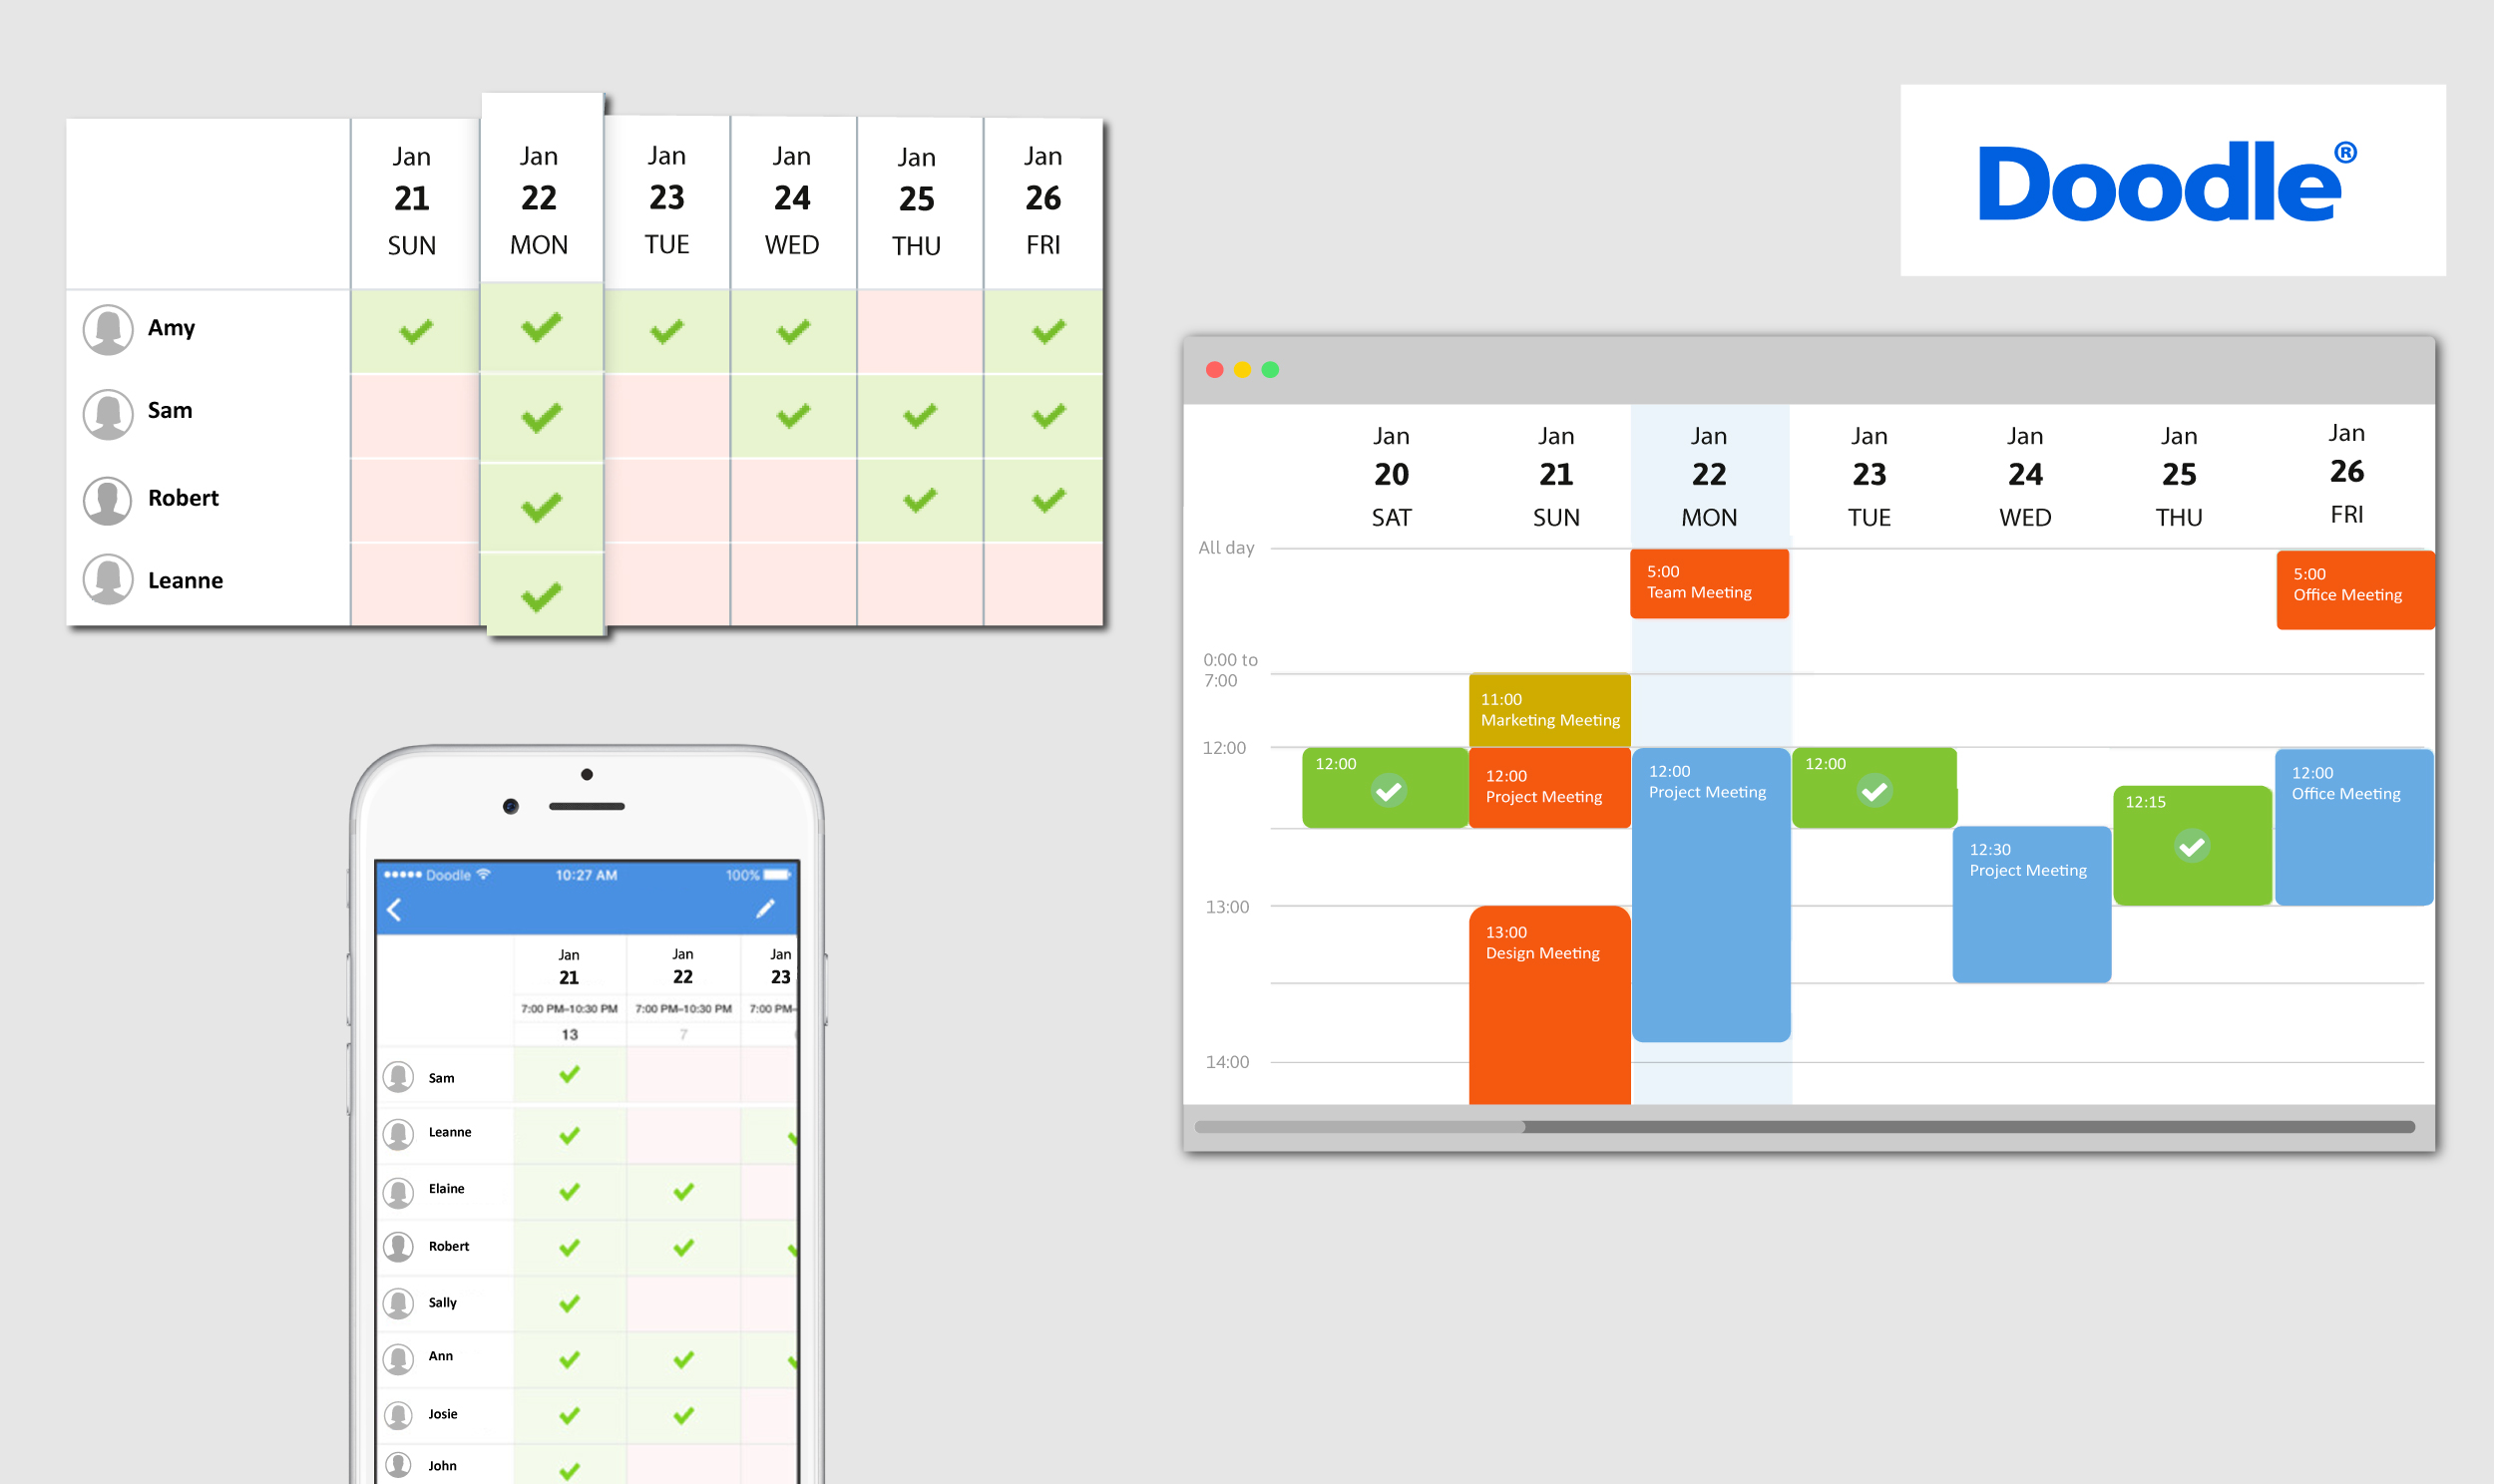 Jan Jan Jan Jan Jan Jan
21 22 23 24 25 26
SUN MON TUE WED THU FRI
Amy
Sam
Robert
Leanne
Doodle®
Jan Jan Jan Jan Jan Jan Jan
20 21 22 23 24 25 26
SAT SUN MON TUE WED THU FRI
All day
5:00
Team Meeting
5:00
Office Meeting
0:00 to
7:00
11:00
Marketing Meeting
12:00
12:00
12:00
Project Meeting
12:00
Project Meeting
12:00
12:30
Project Meeting
12:15
12:00
Office Meeting
13:00
13:00
Design Meeting
14:00
Doodle 10:27 AM 100%
Jan Jan Jan
21 22 23
7:00 PM–10:30 PM 7:00 PM–10:30 PM 7:00 PM–
13 7
Sam
Leanne
Elaine
Robert
Sally
Ann
Josie
John